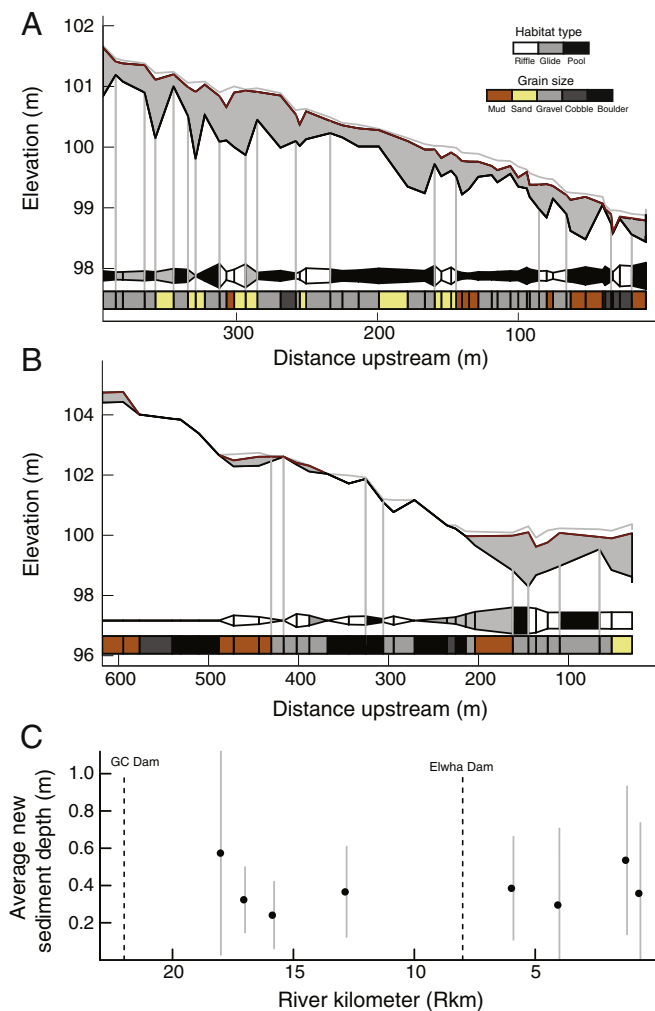 A
102
101
100
99
98
Elevation (m)
Habitat type
Riffle Glide Pool
Grain size
Mud Sand Gravel Cobble Boulder
300 200 100
Distance upstream (m)
B
104
102
100
98
96
Elevation (m)
600 500 400 300 200 100
Distance upstream (m)
C
GC Dam
Elwha Dam
1.0
0.8
0.6
0.4
0.2
Average new
sediment depth (m)
20 15 10 5
River kilometer (Rkm)